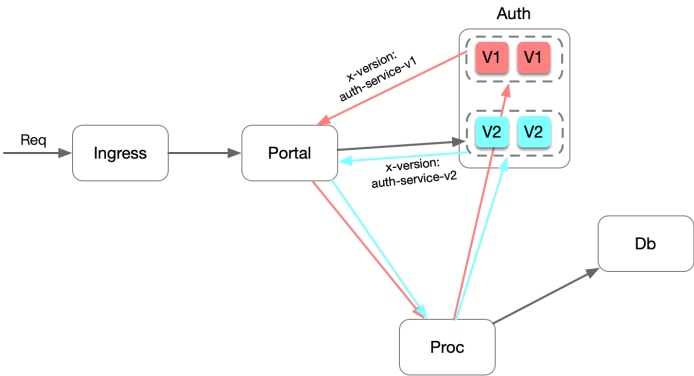 Auth
V1 V1
x-version:
auth-service-v1
Req
Ingress
Portal
V2 V2
x-version:
auth-service-v2
Db
Proc